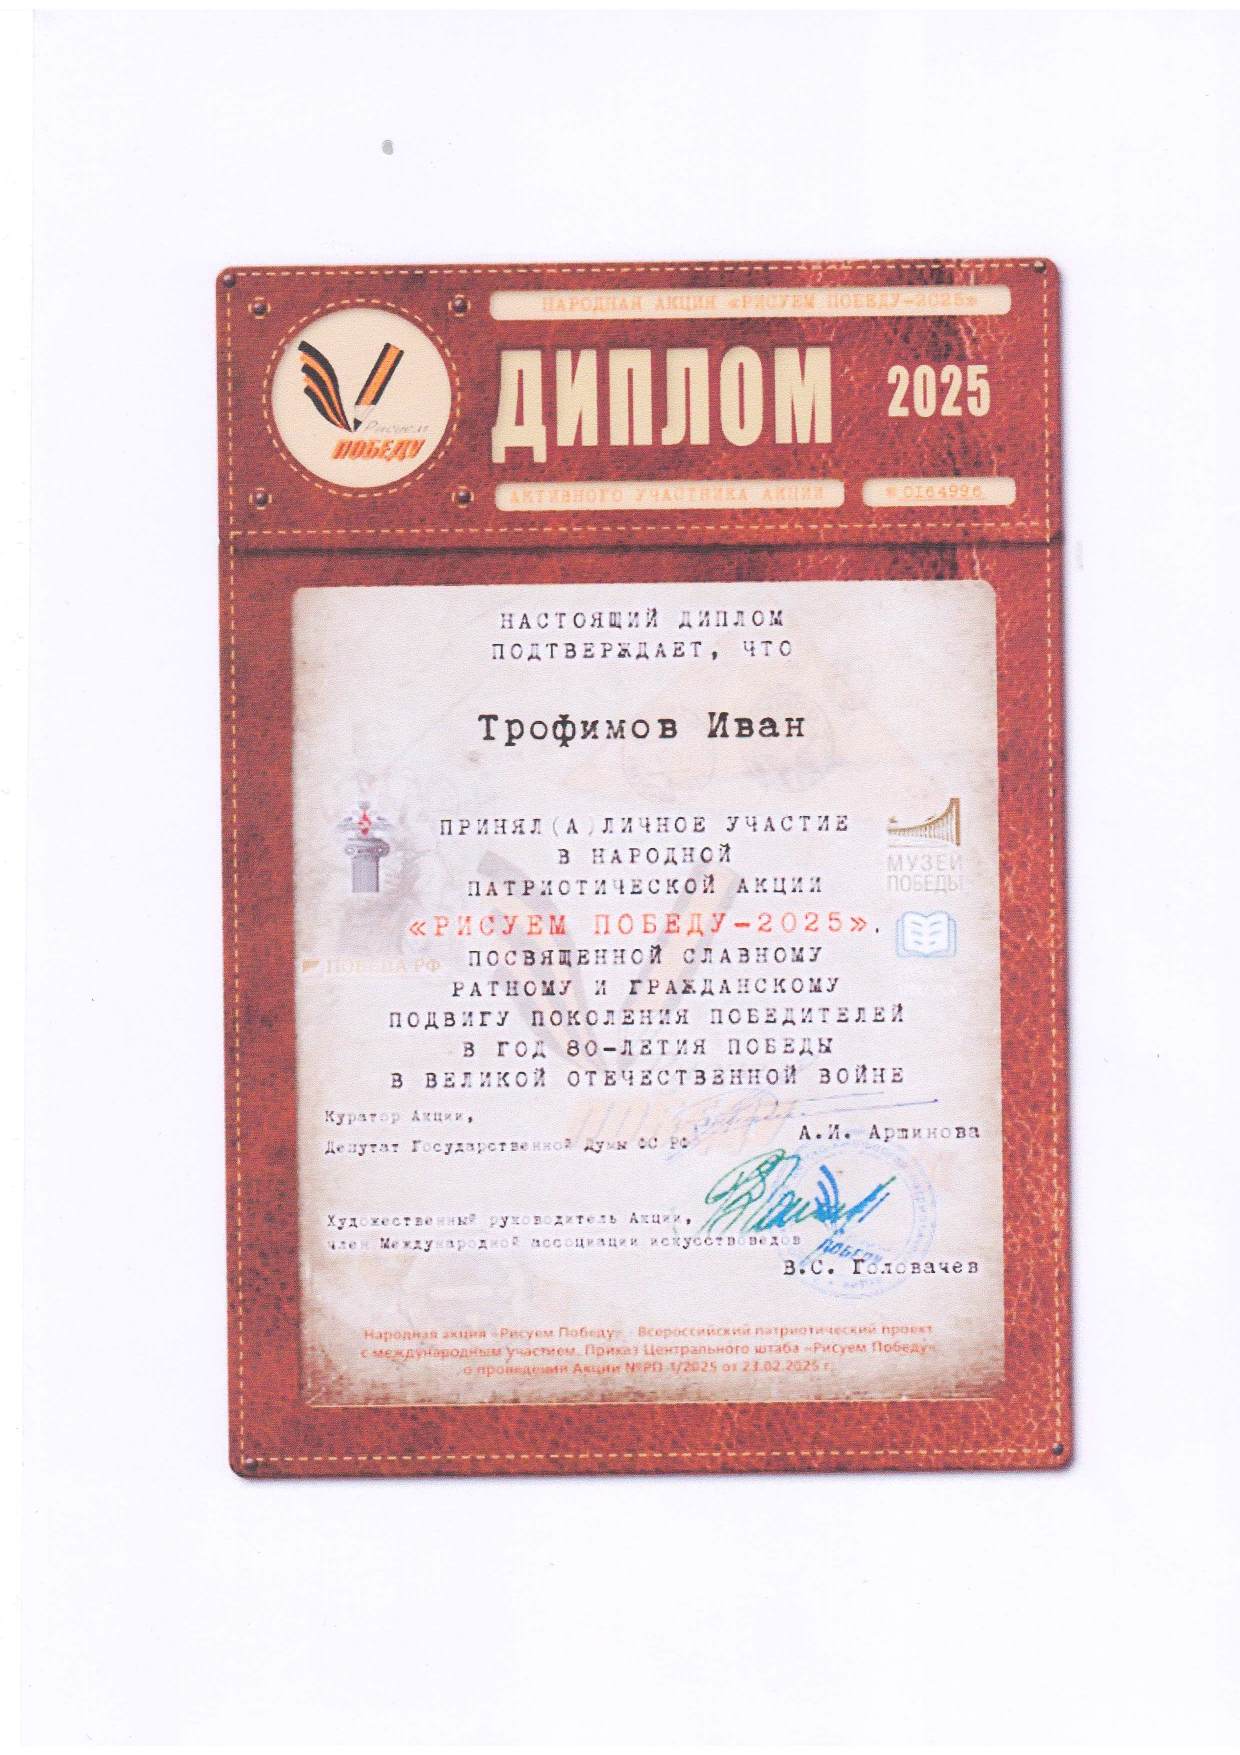 НАРОДНАЯ АКЦИЯ «РИСУЕМ ПОБЕДУ-2025»
ДИПЛОМ 2025
Рисуем
ПОБЕДУ
АКТИВНОГО УЧАСТНИКА АКЦИИ
№ 0164996
НАСТОЯЩИЙ ДИПЛОМ
ПОДТВЕРЖДАЕТ, ЧТО
Трофимов Иван
ПРИНЯЛ(А)ЛИЧНОЕ УЧАСТИЕ
В НАРОДНОЙ
ПАТРИОТИЧЕСКОЙ АКЦИИ
«РИСУЕМ ПОБЕДУ-2025»,
ПОСВЯЩЕННОЙ СЛАВНОМУ
РАТНОМУ И ГРАЖДАНСКОМУ
ПОДВИГУ ПОКОЛЕНИЯ ПОБЕДИТЕЛЕЙ
В ГОД 80-ЛЕТИЯ ПОБЕДЫ
В ВЕЛИКОЙ ОТЕЧЕСТВЕННОЙ ВОЙНЕ
МУЗЕЙ
ПОБЕДЫ
ПОБЕДА РФ
Куратор Акции,
Депутат Государственной Думы ФС РФ
А.И. Аршинова
Художественный руководитель Акции,
член Международной ассоциации искусствоведов
ПОБЕДУ
В.С. Головачев
Народная акция «Рисуем Победу» - Всероссийский патриотический проект
с международным участием. Приказ Центрального штаба «Рисуем Победу»
о проведении Акции №РП-1/2025 от 23.02.2025 г.